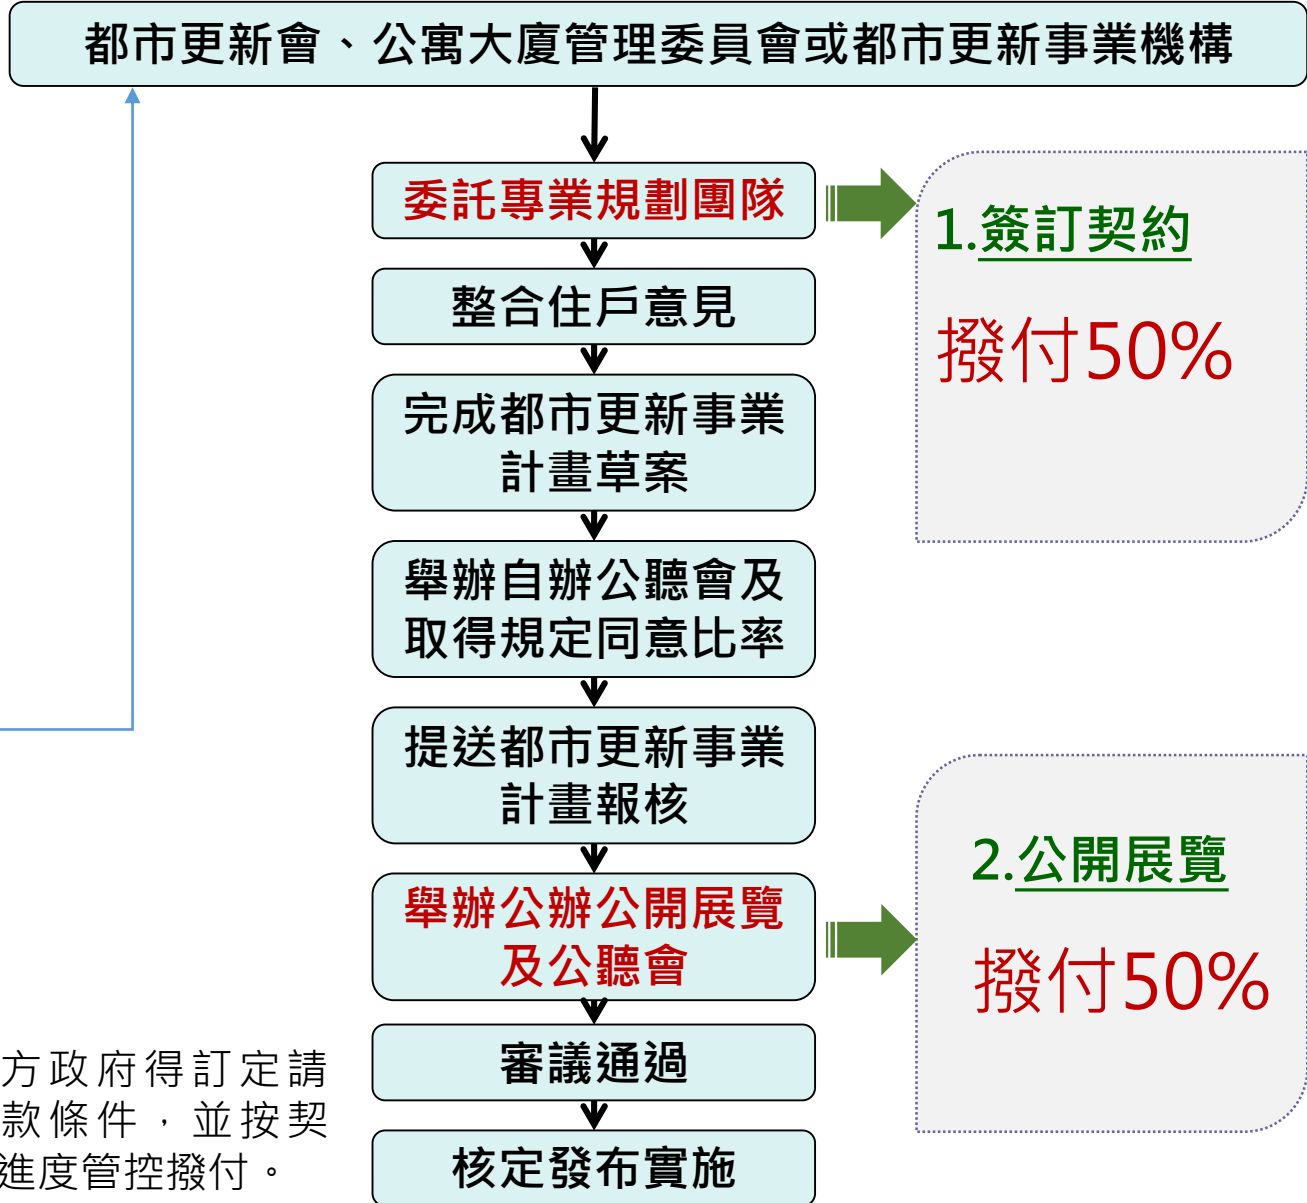 都市更新會、公寓大廈管理委員會或都市更新事業機構
委託專業規劃團隊
1.簽訂契約
撥付50%
整合住戶意見
完成都市更新事業
計畫草案
舉辦自辦公聽會及
取得規定同意比率
提送都市更新事業
計畫報核
舉辦公辦公開展覽
及公聽會
2.公開展覽
撥付50%
審議通過
核定發布實施
方政府得訂定請
款條件，並按契
進度管控撥付。